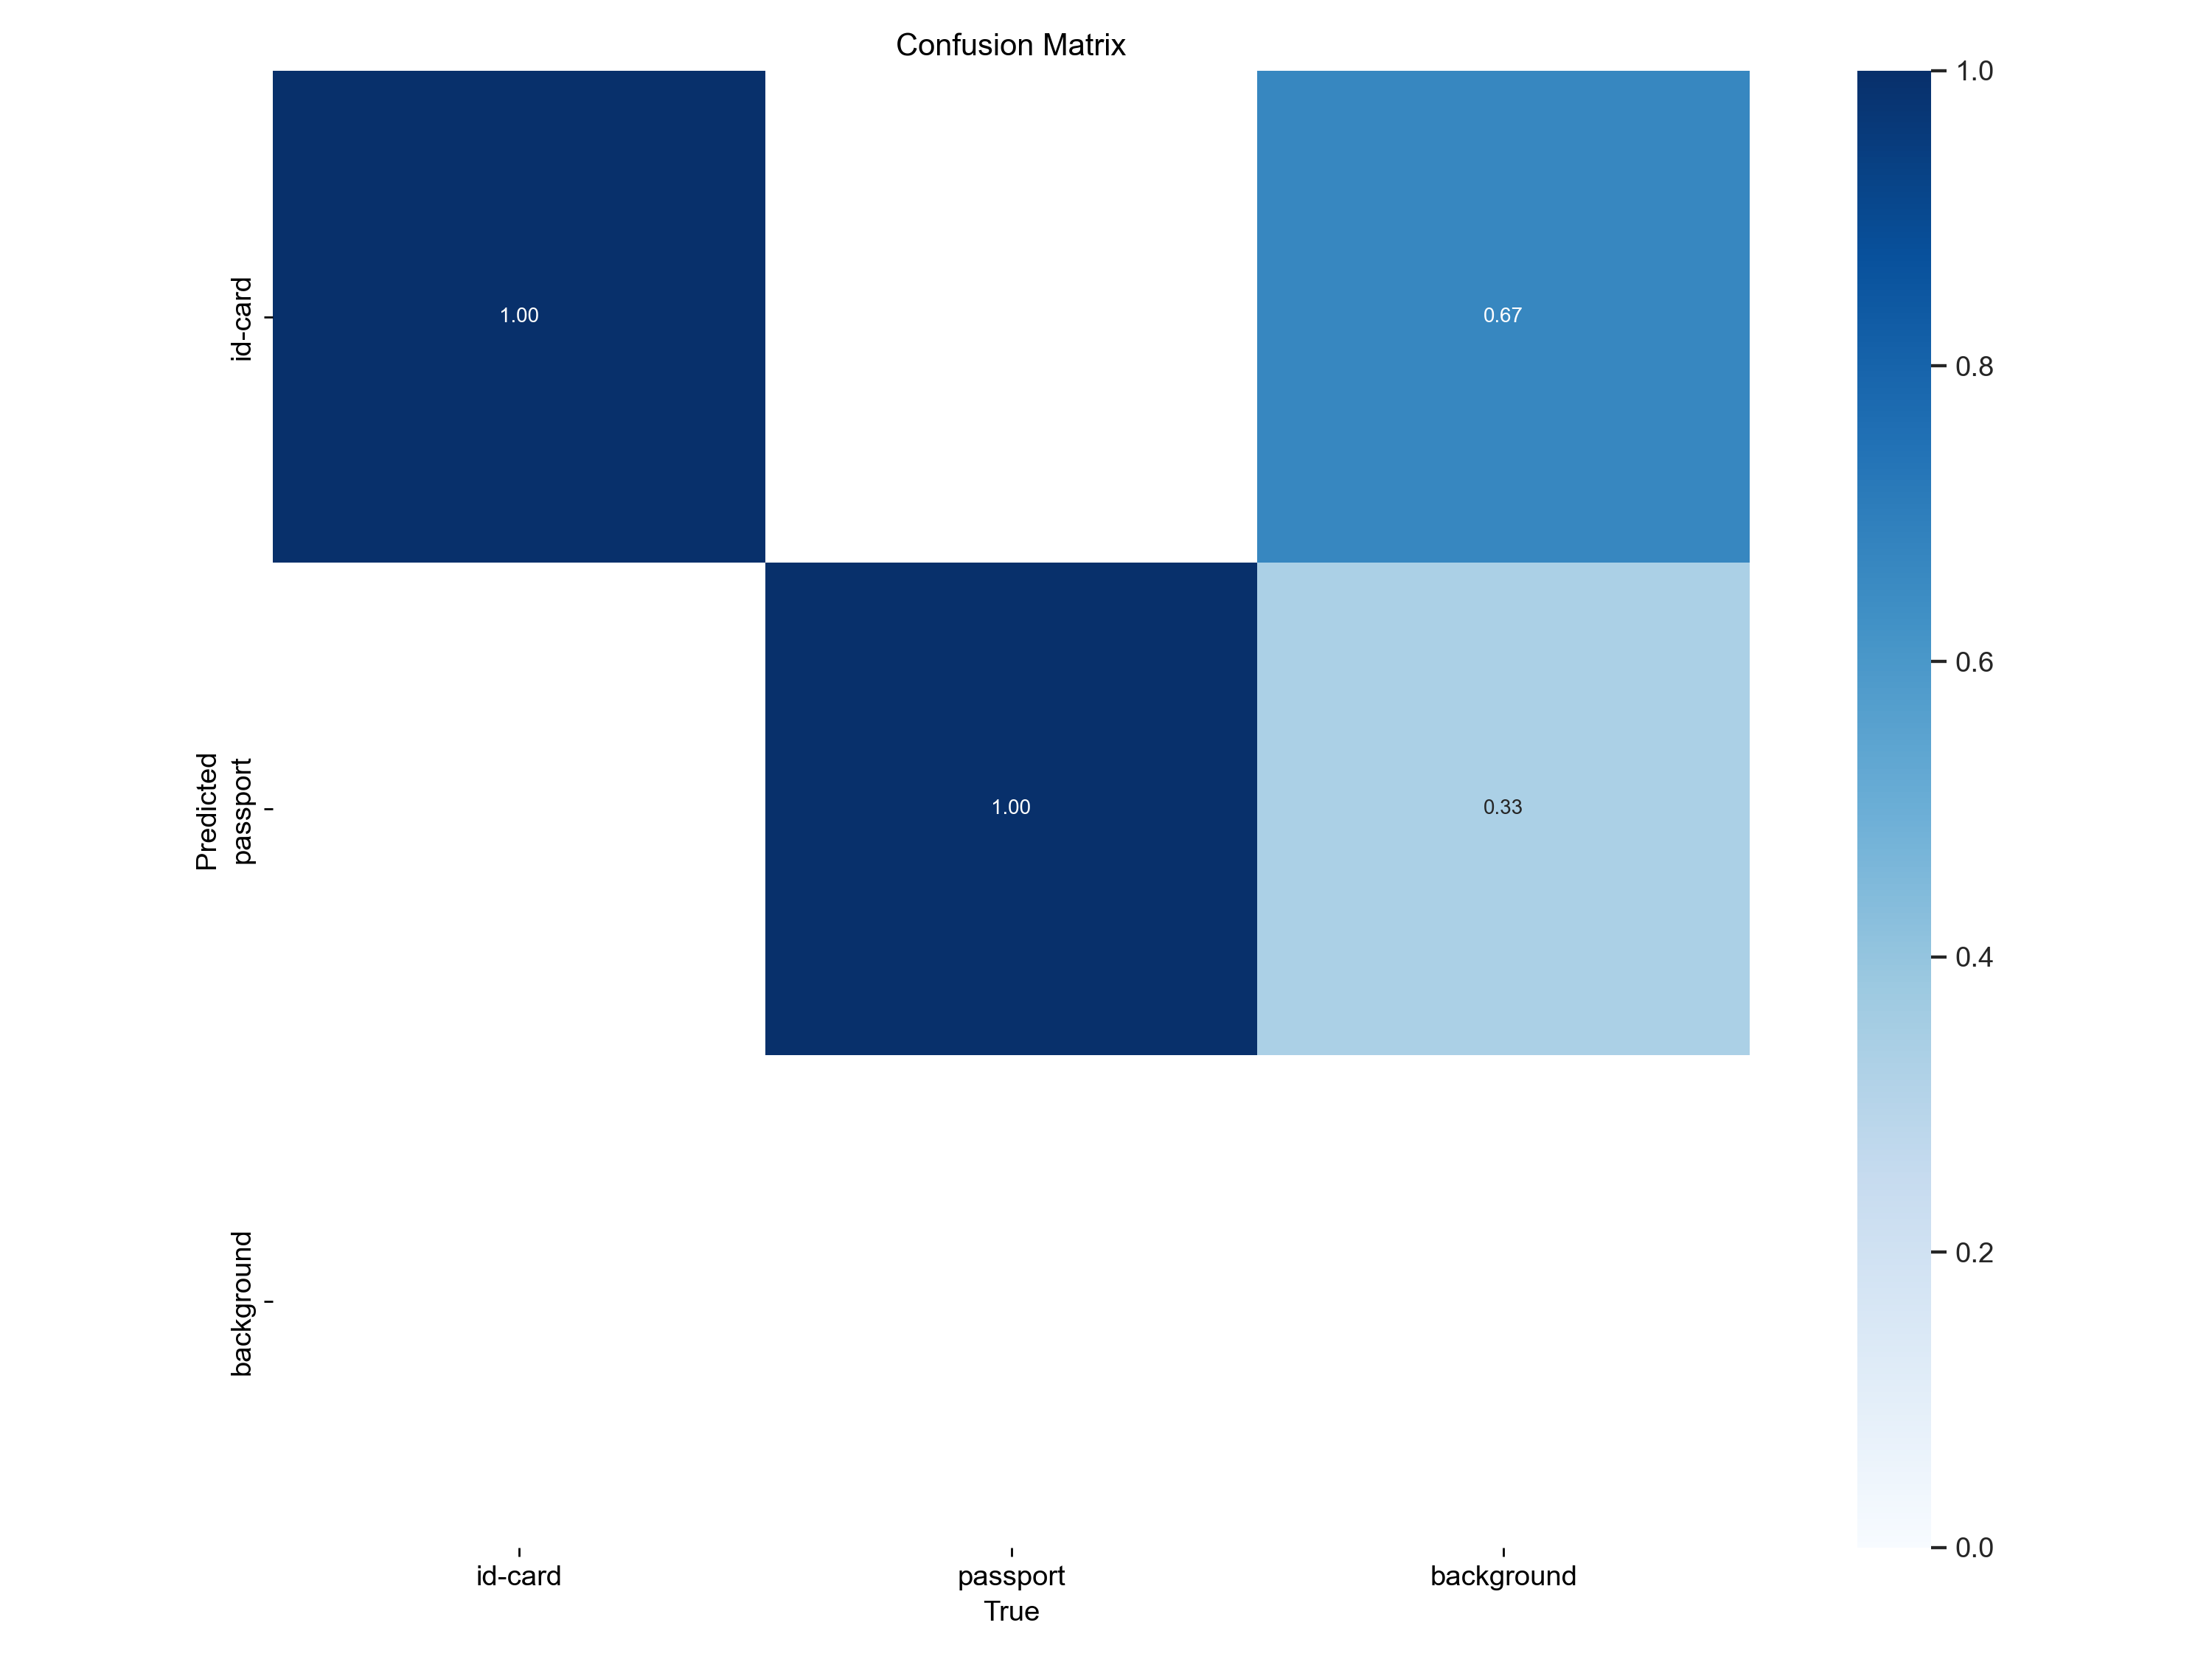 Confusion Matrix
1.0
id-card
1.00
0.67
0.8
0.6
Predicted
passport
1.00
0.33
0.4
background
0.2
0.0
id-card
passport
background
True